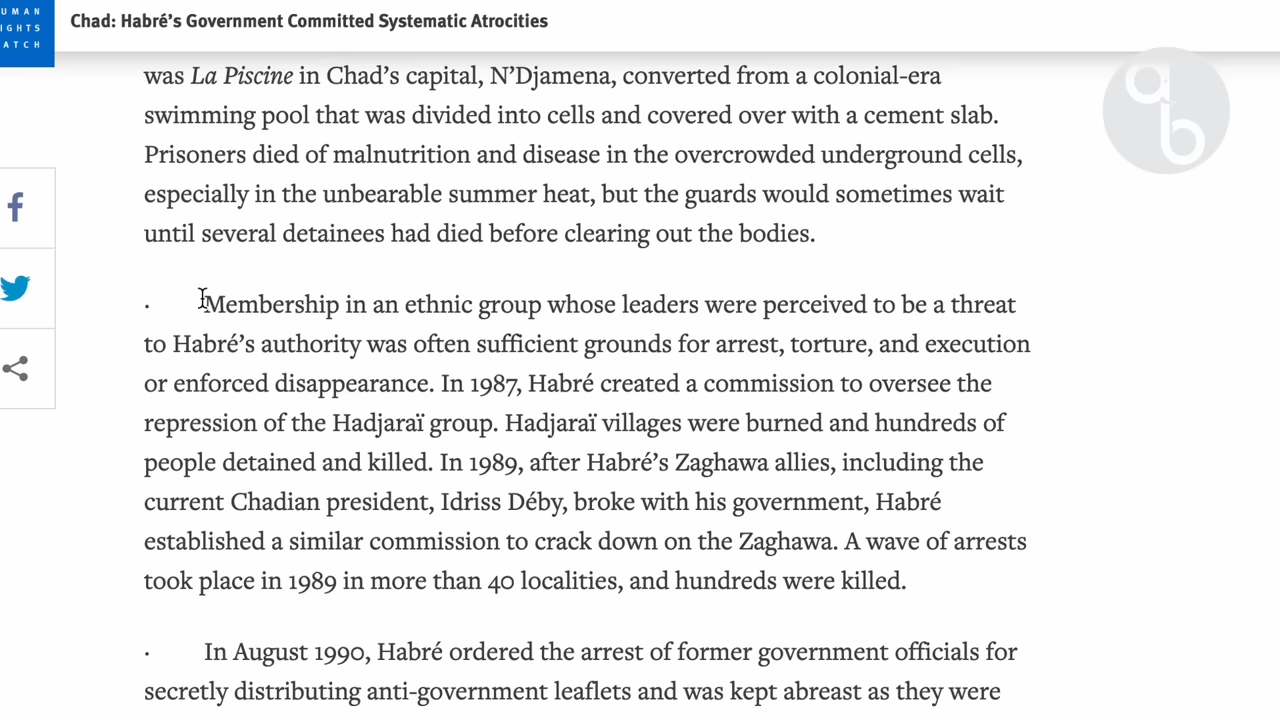 UMAN
IGHTS
ATCH
Chad: Habré’s Government Committed Systematic Atrocities
was La Piscine in Chad’s capital, N’Djamena, converted from a colonial-era
swimming pool that was divided into cells and covered over with a cement slab.
Prisoners died of malnutrition and disease in the overcrowded underground cells,
especially in the unbearable summer heat, but the guards would sometimes wait
until several detainees had died before clearing out the bodies.
· Membership in an ethnic group whose leaders were perceived to be a threat
to Habré’s authority was often sufficient grounds for arrest, torture, and execution
or enforced disappearance. In 1987, Habré created a commission to oversee the
repression of the Hadjaraï group. Hadjaraï villages were burned and hundreds of
people detained and killed. In 1989, after Habré’s Zaghawa allies, including the
current Chadian president, Idriss Déby, broke with his government, Habré
established a similar commission to crack down on the Zaghawa. A wave of arrests
took place in 1989 in more than 40 localities, and hundreds were killed.
· In August 1990, Habré ordered the arrest of former government officials for
secretly distributing anti-government leaflets and was kept abreast as they were
ab